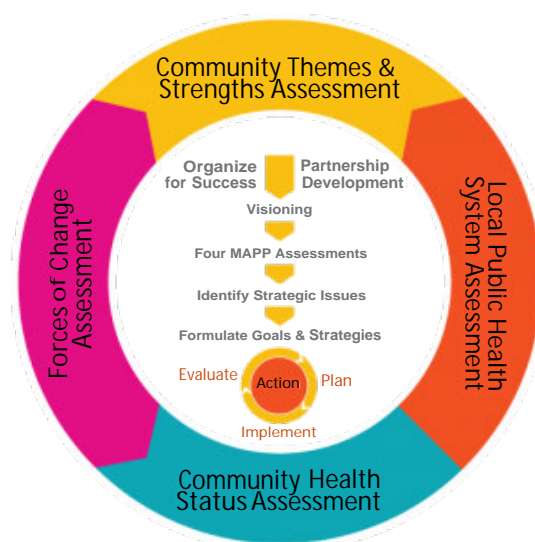 Community Themes &
Strengths Assessment
Local Public Health
System Assessment
Community Health
Status Assessment
Forces of Change
Assessment
Organize
for Success
Partnership
Development
Visioning
Four MAPP Assessments
Identify Strategic Issues
Formulate Goals & Strategies
Evaluate
Action
Plan
Implement